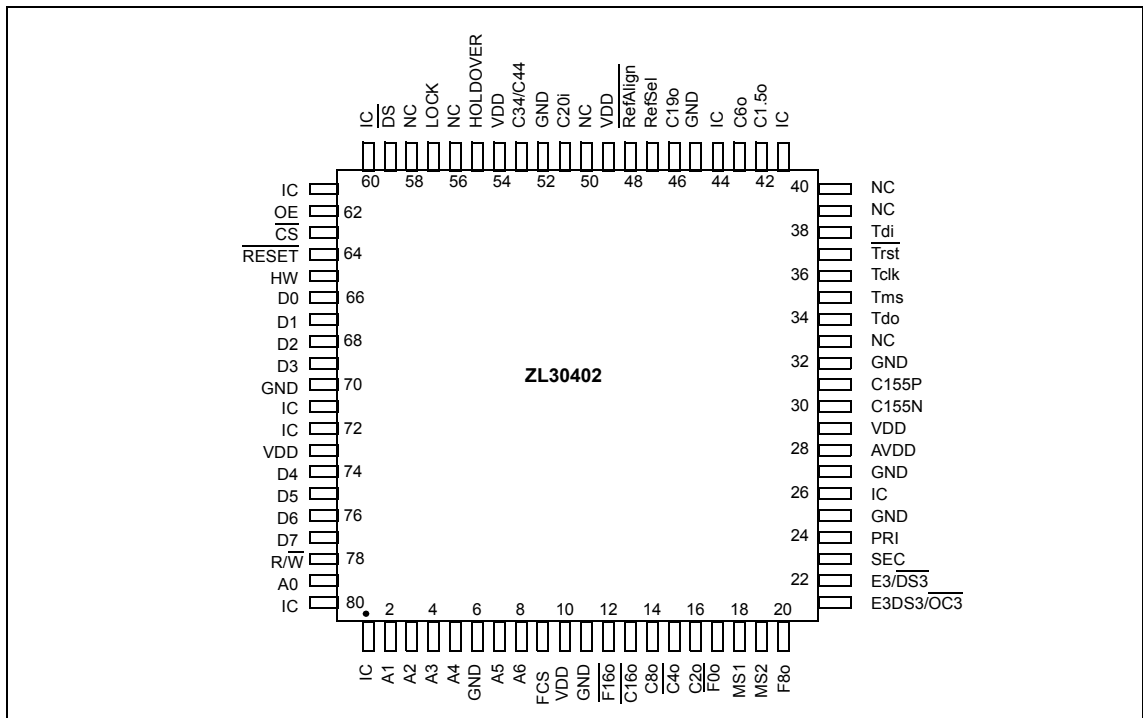 IC
DS
NC
LOCK
NC
HOLDOVER
VDD
C34/C44
GND
C20i
NC
VDD
RefAlign
RefSel
C19o
GND
IC
C6o
C1.5o
IC
60
58
56
54
52
50
48
46
44
42
IC
OE
CS
RESET
HW
D0
D1
D2
D3
GND
IC
IC
VDD
D4
D5
D6
D7
R/W
A0
IC
62
64
66
68
70
72
74
76
78
80
ZL30402
40
38
36
34
32
30
28
26
24
22
NC
NC
Tdi
Trst
Tclk
Tms
Tdo
NC
GND
C155P
C155N
VDD
AVDD
GND
IC
GND
PRI
SEC
E3/DS3
E3DS3/OC3
2
4
6
8
10
12
14
16
18
20
IC
A1
A2
A3
A4
GND
A5
A6
FCS
VDD
GND
F16o
C16o
C8o
C4o
C2o
F0o
MS1
MS2
F8o